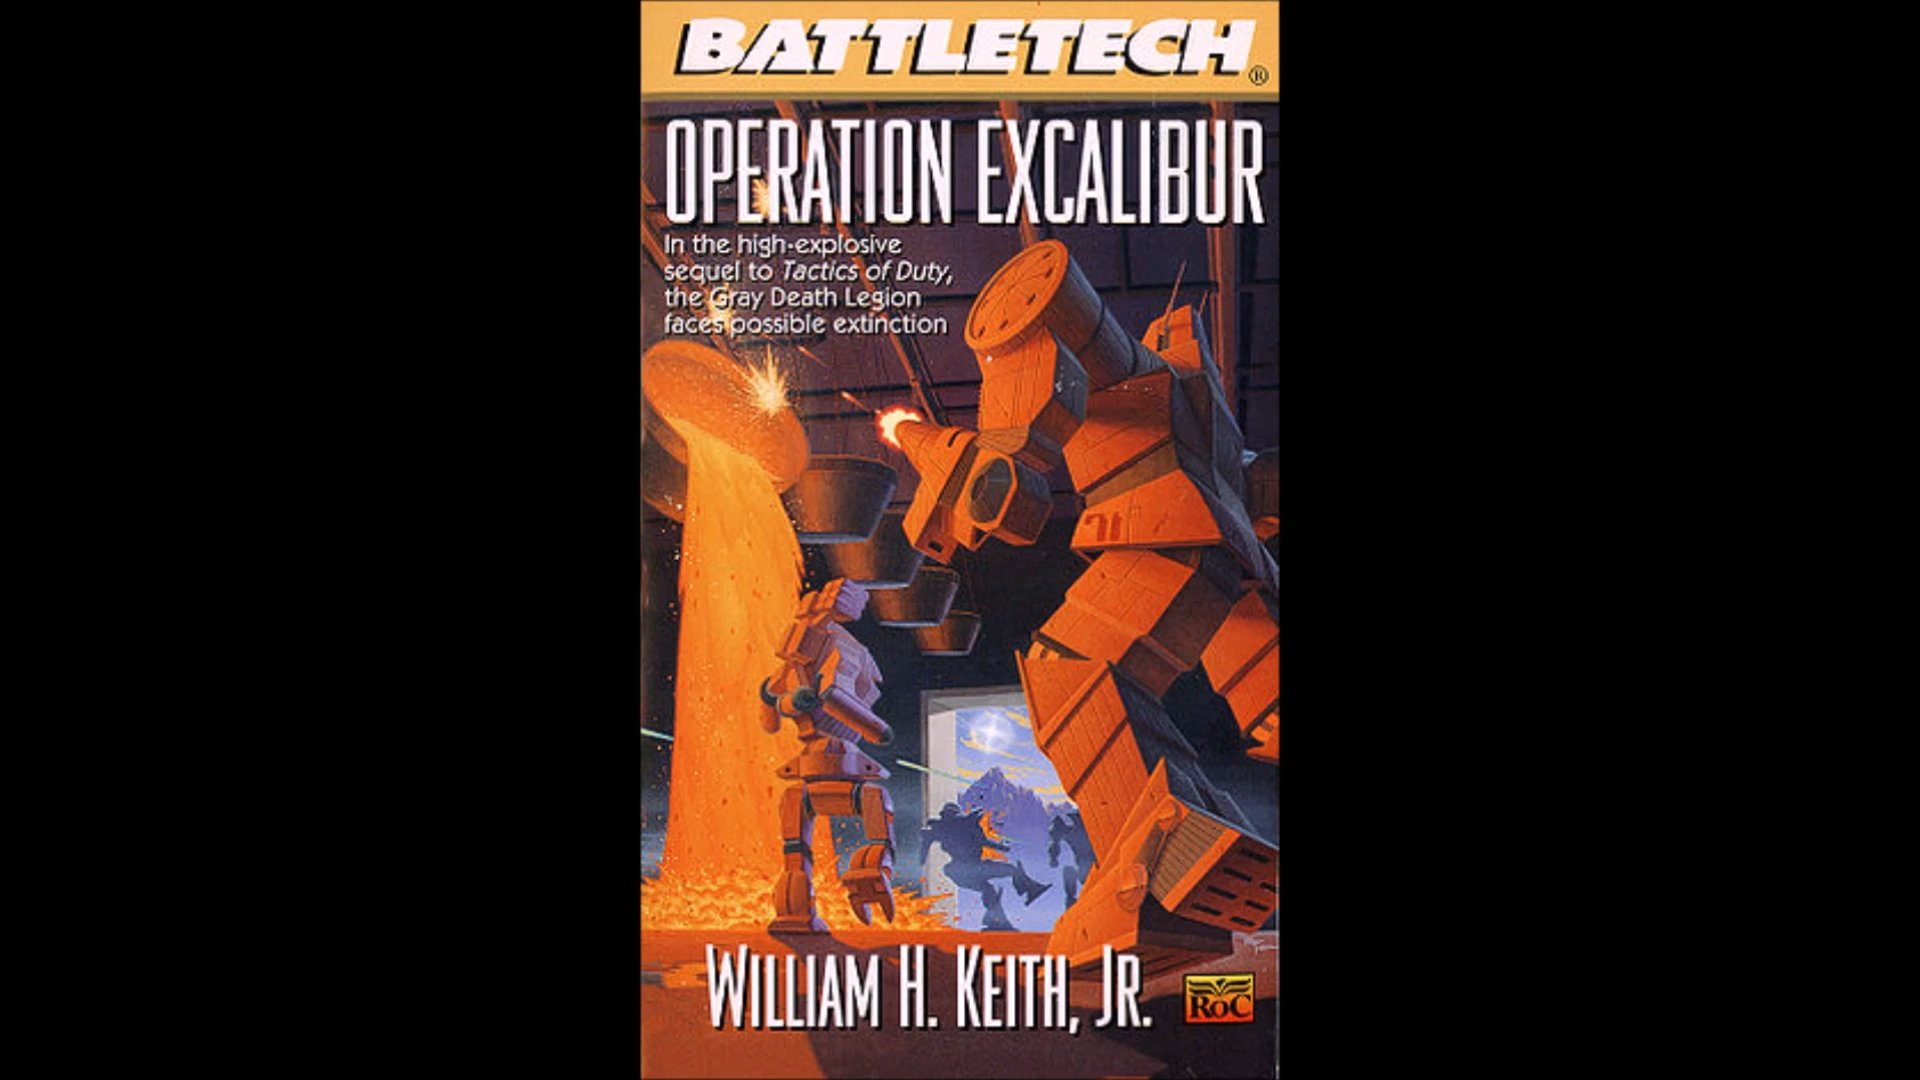 BATTLETECH®
OPERATION EXCALIBUR
In the high-explosive
sequel to Tactics of Duty,
the Gray Death Legion
faces possible extinction
71
WILLIAM H. KEITH, JR.
ROC